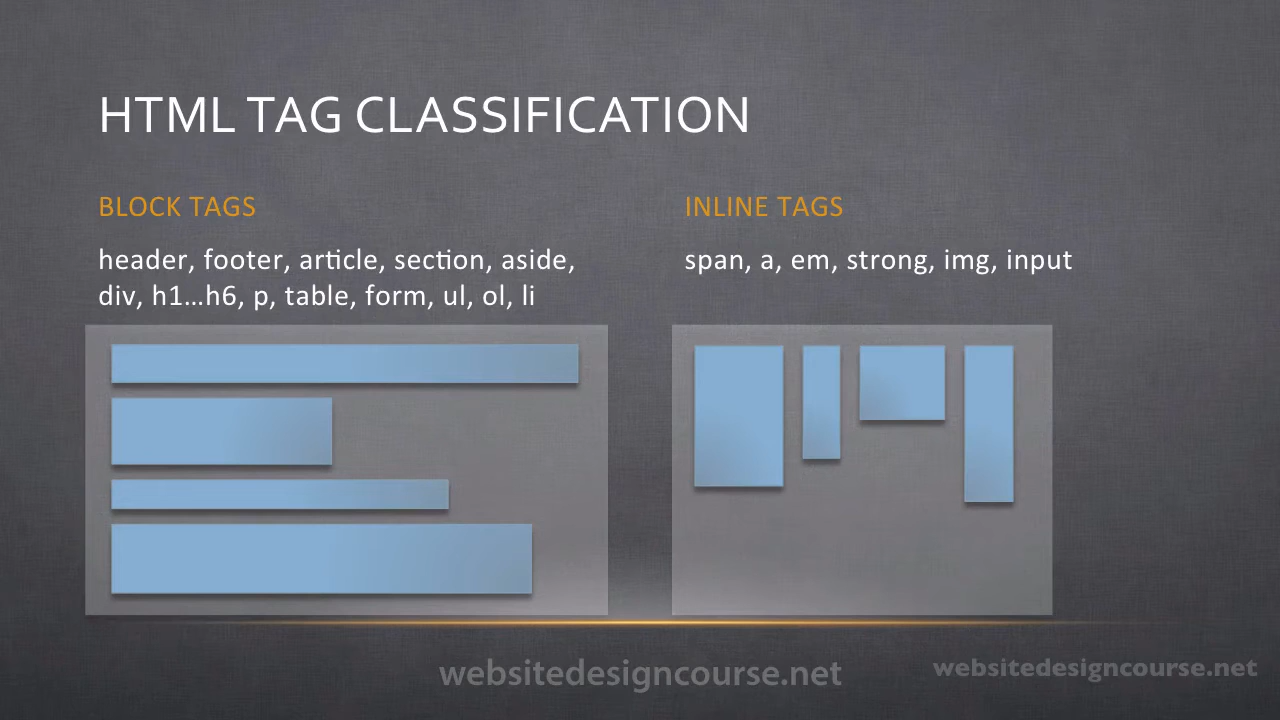 HTML TAG CLASSIFICATION
BLOCK TAGS
header, footer, article, section, aside,
div, h1...h6, p, table, form, ul, ol, li
INLINE TAGS
span, a, em, strong, img, input
websitedesigncourse.net
websitedesigncourse.net